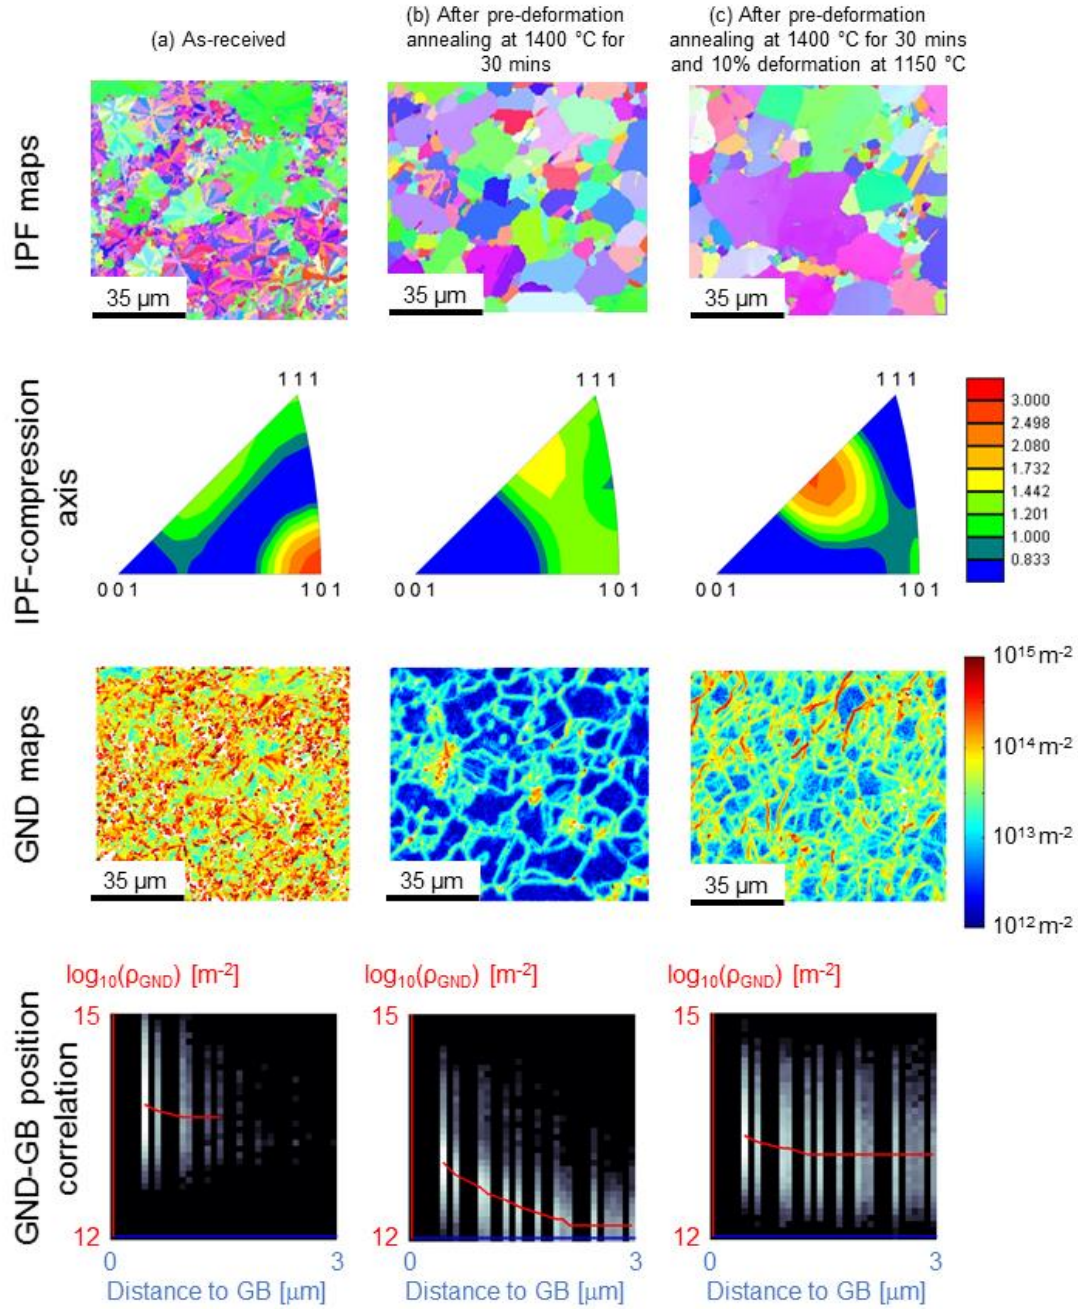 (a) As-received
(b) After pre-deformation
annealing at 1400 °C for
30 mins
(c) After pre-deformation
annealing at 1400 °C for 30 mins
and 10% deformation at 1150 °C
IPF maps
35 µm
35 µm
35 µm
IPF-compression
axis
1 1 1
0 0 1
1 0 1
1 1 1
0 0 1
1 0 1
1 1 1
0 0 1
1 0 1
3.000
2.498
2.080
1.732
1.442
1.201
1.000
0.833
GND maps
35 µm
35 µm
35 µm
10¹⁵ m⁻²
10¹⁴ m⁻²
10¹³ m⁻²
10¹² m⁻²
GND-GB position
correlation
log₁₀(ρGND) [m⁻²]
15
12
0
3
Distance to GB [µm]
log₁₀(ρGND) [m⁻²]
15
12
0
3
Distance to GB [µm]
log₁₀(ρGND) [m⁻²]
15
12
0
3
Distance to GB [µm]